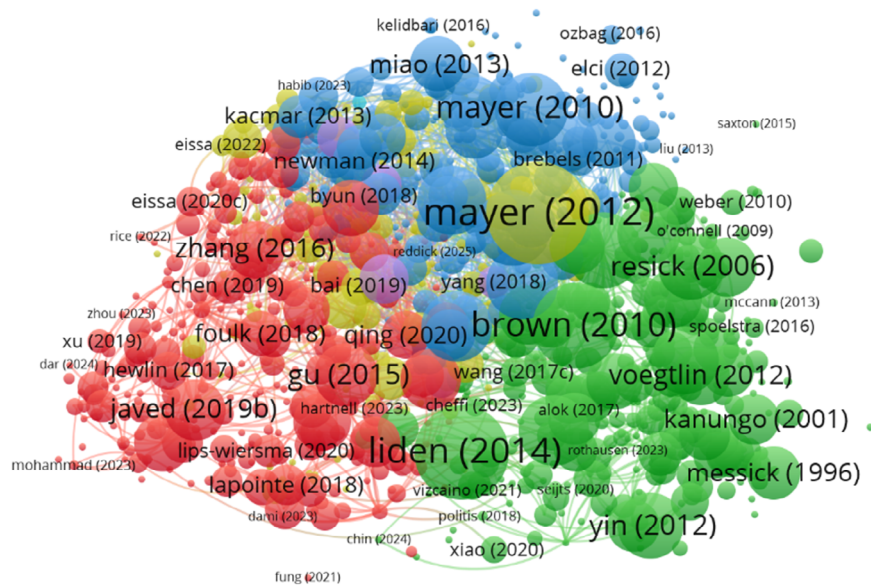 kelidbari (2016)
ozbag (2016)
miao (2013)
elci (2012)
habib (2023)
mayer (2010)
kacmar (2013)
saxton (2015)
eissa (2022)
liu (2013)
newman (2014)
brebels (2011)
byun (2018)
eissa (2020c)
weber (2010)
mayer (2012)
rice (2022)
o'connell (2009)
zhang (2016)
reddick (2025)
resick (2006)
chen (2019)
bai (2019)
yang (2018)
mccann (2013)
zhou (2023)
brown (2010)
spoelstra (2016)
foulk (2018)
qing (2020)
xu (2019)
dar (2024)
hewlin (2017)
gu (2015)
wang (2017c)
voegtlin (2012)
javed (2019b)
hartnell (2023)
cheffi (2023)
alok (2017)
kanungo (2001)
lips-wiersma (2020)
liden (2014)
rothausen (2023)
mohammad (2023)
messick (1996)
lapointe (2018)
vizcaino (2021)
seijts (2020)
dami (2023)
politis (2018)
yin (2012)
chin (2024)
xiao (2020)
fung (2021)